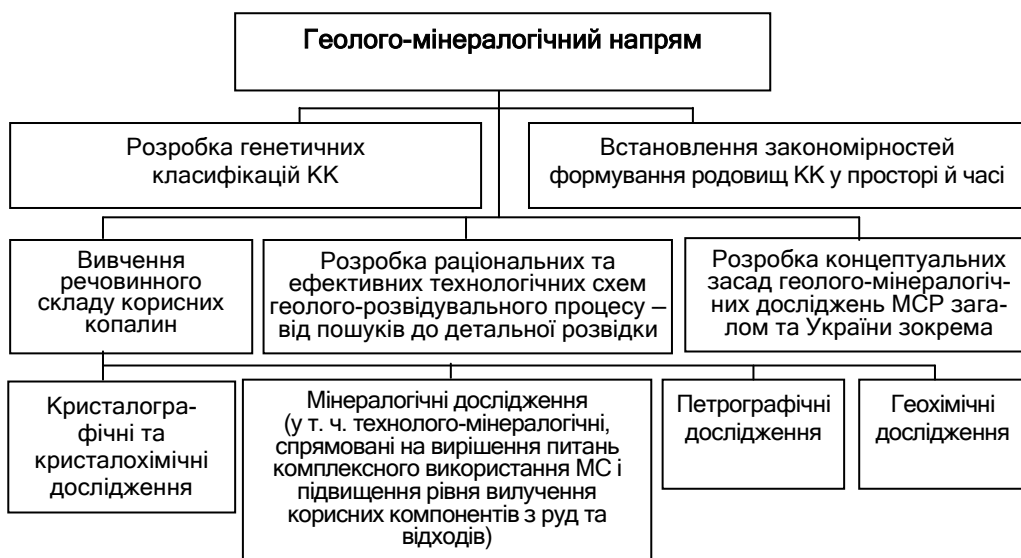 Геолого-мінералогічний напрям
Розробка генетичних
класифікацій КК
Встановлення закономірностей
формування родовищ КК у просторі й часі
Вивчення
речовинного
складу корисних
копалин
Розробка раціональних та
ефективних технологічних схем
геолого-розвідувального процесу –
від пошуків до детальної розвідки
Розробка концептуальних
засад геолого-мінералогіч-
них досліджень МСР зага-
лом та України зокрема
Кристалогра-
фічні та
кристалохімічні
дослідження
Мінералогічні дослідження
(у т. ч. технолого-мінералогічні,
спрямовані на вирішення питань
комплексного використання МС і
підвищення рівня вилучення
корисних компонентів з руд та
відходів)
Петрографічні
дослідження
Геохімічні
дослідження